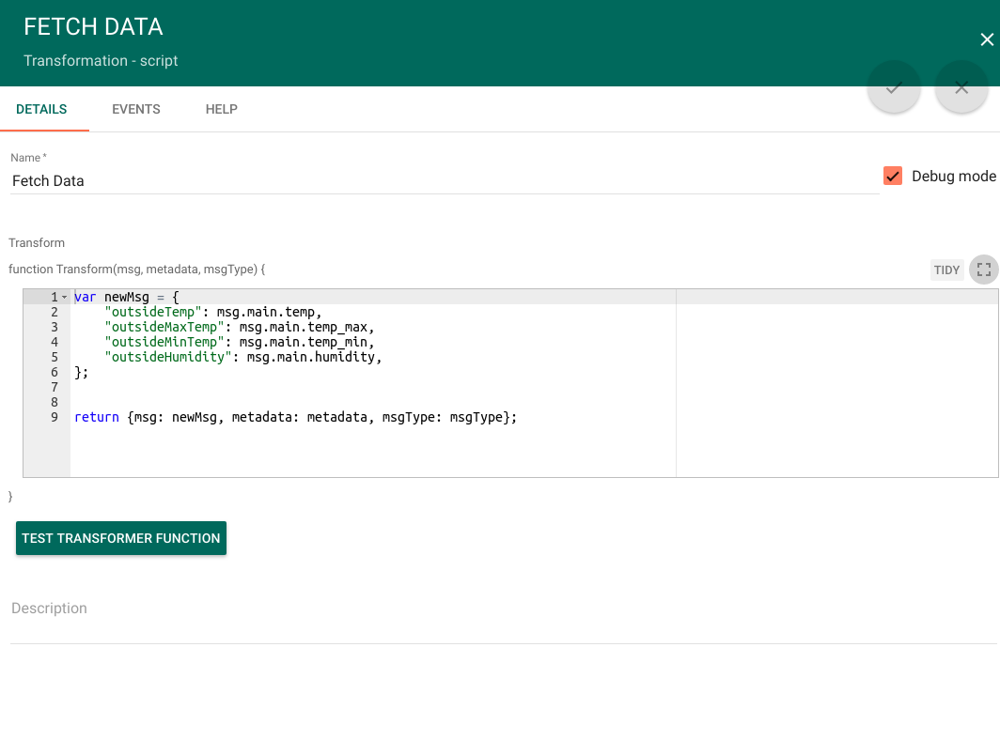 FETCH DATA
Transformation - script
DETAILS EVENTS HELP
Name *
Fetch Data
Debug mode
Transform
function Transform(msg, metadata, msgType) {
TIDY
1 var newMsg = {
2     "outsideTemp": msg.main.temp,
3     "outsideMaxTemp": msg.main.temp_max,
4     "outsideMinTemp": msg.main.temp_min,
5     "outsideHumidity": msg.main.humidity,
6 };
7
8
9 return {msg: newMsg, metadata: metadata, msgType: msgType};
}
TEST TRANSFORMER FUNCTION
Description